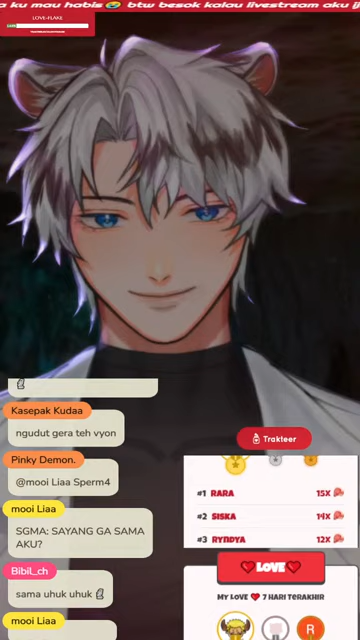 a ku mau habis 🤣 btw besok kalau livestream aku ji
LOVE-FLAKE
ngudut gera teh vyon
Kasepak Kudaa
Pinky Demon.
@mooi Liaa Sperm4
mooi Liaa
SGMA: SAYANG GA SAMA
AKU?
Bibil_ch
sama uhuk uhuk
mooi Liaa
Trakteer
#1 RARA 15X
#2 SISKA 14X
#3 RYNDYA 12X
LOVE
MY LOVE ❤ 7 HARI TERAKHIR
R